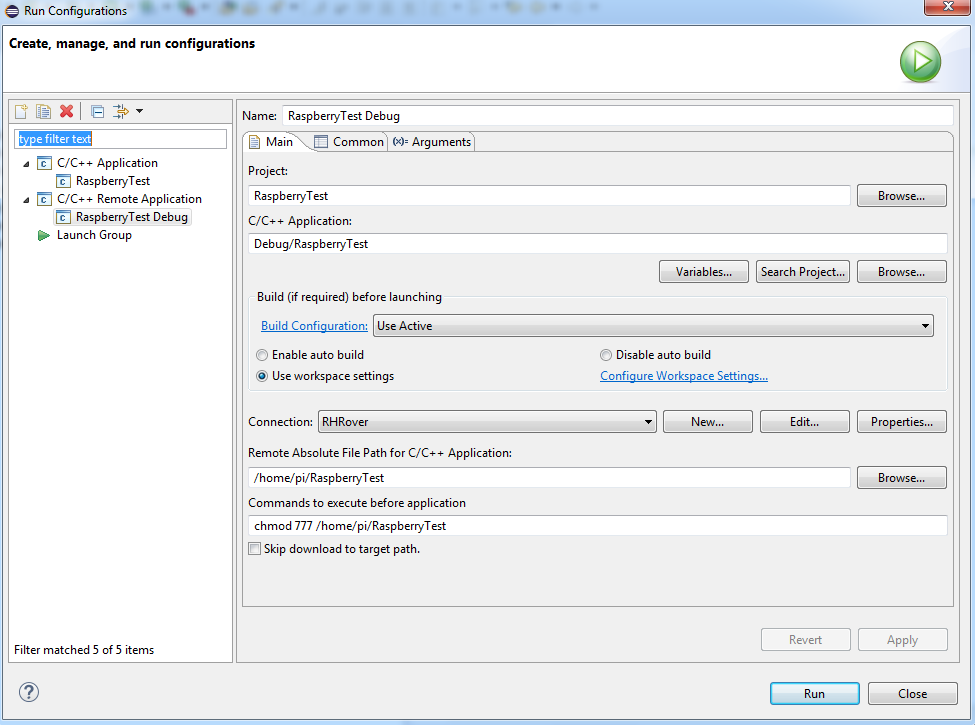 Run Configurations
Create, manage, and run configurations
type filter text
C/C++ Application
RaspberryTest
C/C++ Remote Application
RaspberryTest Debug
Launch Group
Filter matched 5 of 5 items
Name: RaspberryTest Debug
Main Common (x)= Arguments
Project:
RaspberryTest Browse...
C/C++ Application:
Debug/RaspberryTest
Variables... Search Project... Browse...
Build (if required) before launching
Build Configuration: Use Active
Enable auto build Disable auto build
Use workspace settings Configure Workspace Settings...
Connection: RHRover New... Edit... Properties...
Remote Absolute File Path for C/C++ Application:
/home/pi/RaspberryTest Browse...
Commands to execute before application
chmod 777 /home/pi/RaspberryTest
Skip download to target path.
Revert Apply
? Run Close